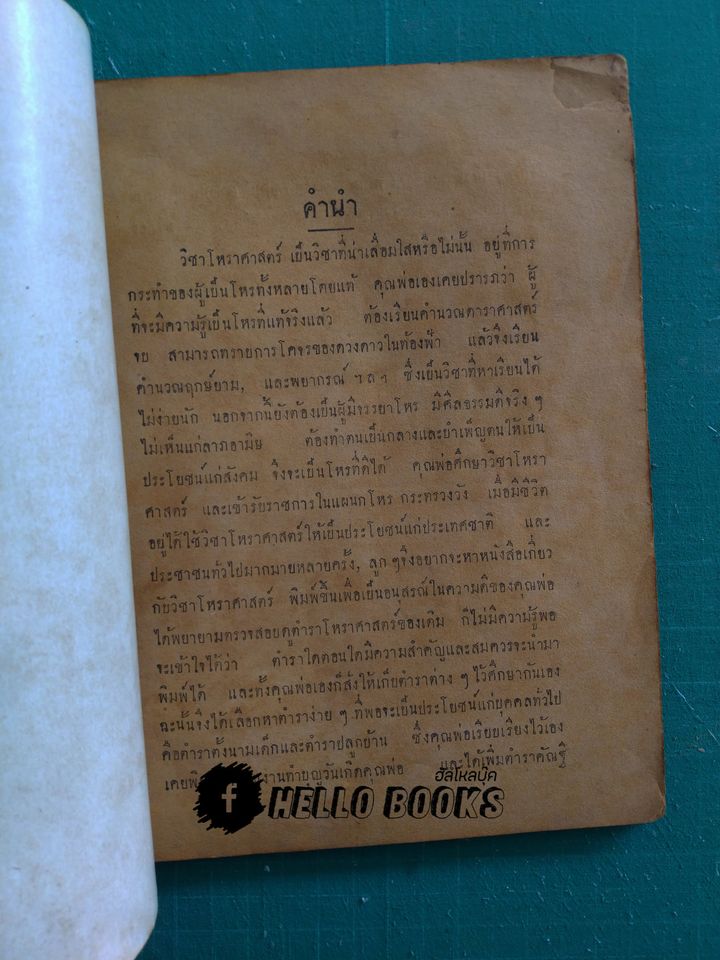 คำนำ
วิชาโหราศาสตร์ เป็นวิชาที่น่าเลื่อมใสหรือไม่นั้น อยู่ที่การ
กระทำของผู้เป็นโหรทั้งหลายโดยแท้ คุณพ่อเองเคยปรารภว่า ผู้
ที่จะมีความรู้เป็นโหรที่แท้จริงแล้ว ต้องเรียนคำนวณดาราศาสตร์
จบ สามารถทราบการโคจรของดวงดาวในท้องฟ้า แล้วจึงเรียน
คำนวณฤกษ์ยาม, และพยากรณ์ ฯลฯ ซึ่งเป็นวิชาที่หาเรียนได้
ไม่ง่ายนัก นอกจากนี้ยังต้องเป็นผู้มีจรรยาโหร มีศีลธรรมดีจริง ๆ
ไม่เห็นแก่ลาภอามิษ ต้องทำตนเป็นกลางและบำเพ็ญตนให้เป็น
ประโยชน์แก่สังคม จึงจะเป็นโหรที่ดีได้ คุณพ่อศึกษาวิชาโหรา
ศาสตร์ และเข้ารับราชการในแผนกโหร กระทรวงวัง เมื่อมีชีวิต
อยู่ได้ใช้วิชาโหราศาสตร์ให้เป็นประโยชน์แก่ประเทศชาติ และ
ประชาชนทั่วไปมากมายหลายครั้ง, ลูก ๆ จึงอยากจะหาหนังสือเกี่ยว
กับวิชาโหราศาสตร์ พิมพ์ขึ้นเพื่อเป็นอนุสรณ์ในความดีของคุณพ่อ
ได้พยายามตรวจสอบดูตำราโหราศาสตร์ของเดิม ก็ไม่มีความรู้พอ
จะเข้าใจได้ว่า ตำราใดตอนใดมีความสำคัญและสมควรจะนำมา
พิมพ์ได้ และทั้งคุณพ่อเองก็สั่งให้เก็บตำราต่าง ๆ ไว้ศึกษากันเอง
ฉะนั้นจึงได้เลือกหาตำราง่าย ๆ ที่พอจะเป็นประโยชน์แก่บุคคลทั่วไป
คือตำราตั้งนามเด็กและตำราปลูกบ้าน ซึ่งคุณพ่อเรียบเรียงไว้เอง
เคยพิ งานทำบุญวันเกิดคุณพ่อ และได้เพิ่มตำราคัณฐี
ฮัลโหลบุ๊ค
f HELLO BOOKS